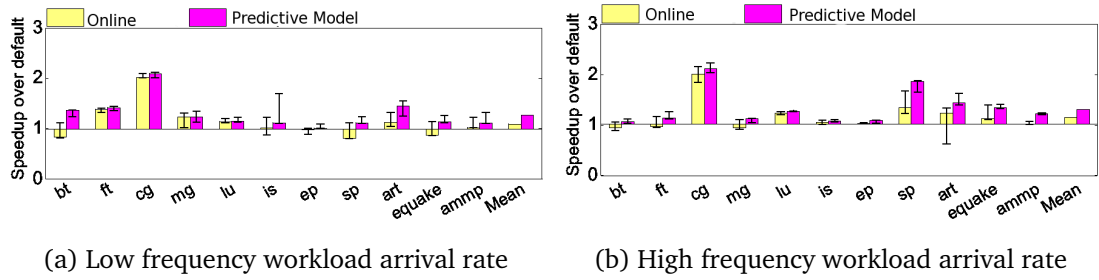 Online Predictive Model
Speedup over default
3
2
1
0
bt ft cg mg lu is ep sp art equake ammp Mean
(a) Low frequency workload arrival rate
Online Predictive Model
Speedup over default
3
2
1
0
bt ft cg mg lu is ep sp art equake ammp Mean
(b) High frequency workload arrival rate